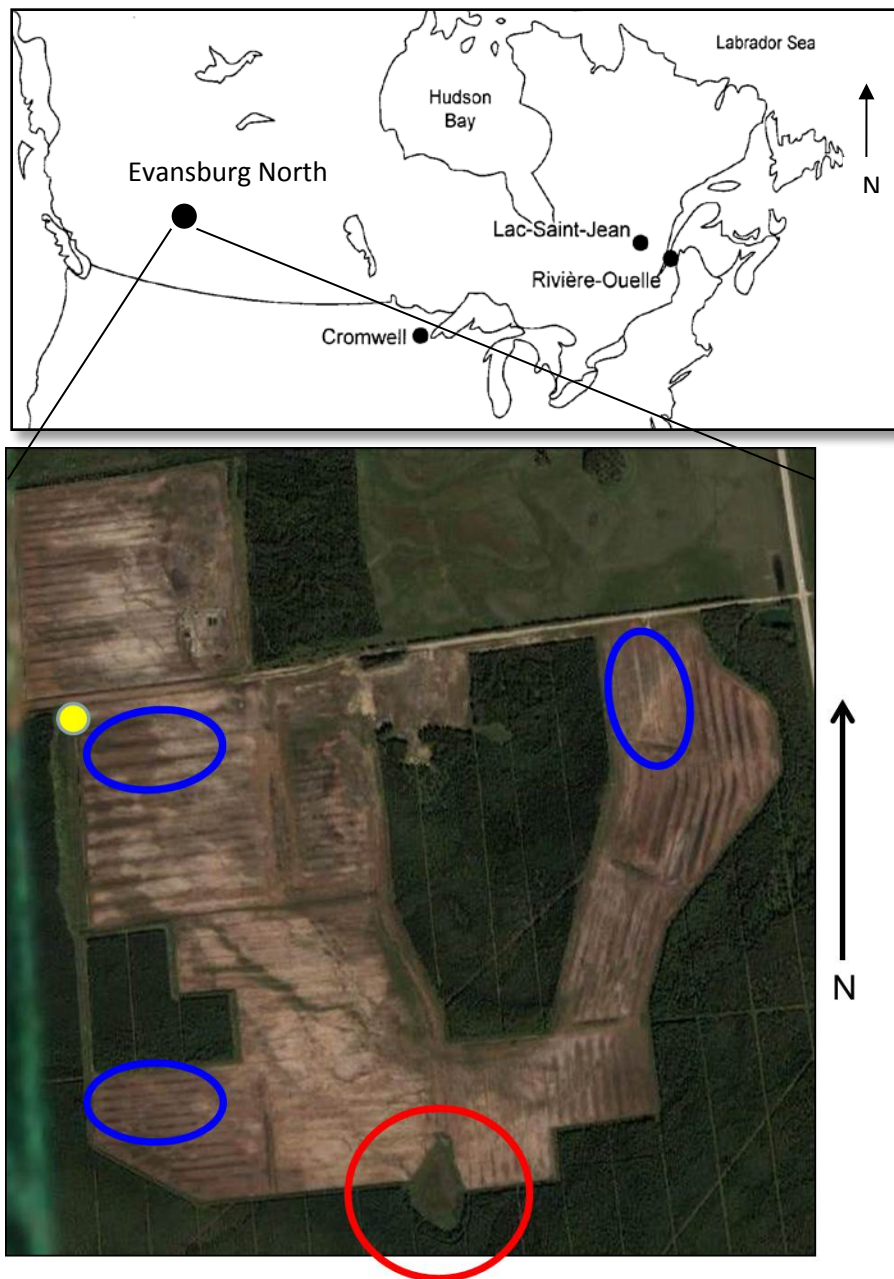 Labrador Sea
Hudson
Bay
N
Evansburg North
Lac-Saint-Jean
Rivière-Ouelle
Cromwell
N